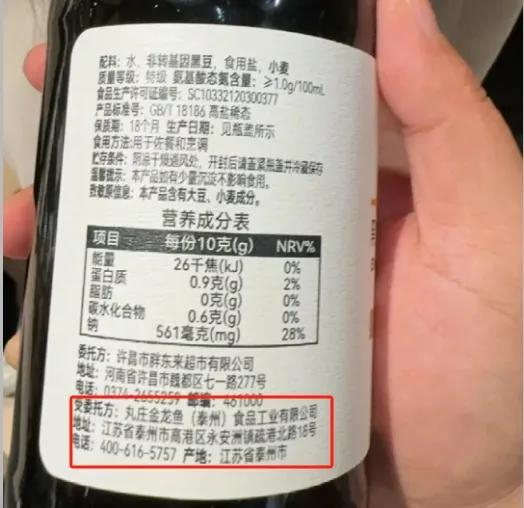 配料：水、非转基因黑豆，食用盐，小麦
质量等级：特级 氨基酸态氮含量：≥1.0g/100mL
食品生产许可证编号：SC10332120300377
产品标准号：GB/T 18186 高盐稀态
保质期：18个月 生产日期：见瓶盖所示
食用方法:用于佐餐和烹调
贮存条件：阴凉干燥通风处，开封后请盖紧瓶盖并冷藏保存
温馨提示：本产品如有少量沉淀不影响食用。
致敏原信息：本产品含有大豆、小麦成分。
营养成分表
项目 每份10克(g) NRV%
能量 26千焦(kJ) 0%
蛋白质 0.9克(g) 2%
脂肪 0克(g) 0%
碳水化合物 0.6克(g) 0%
钠 561毫克(mg) 28%
委托方：许昌市胖东来超市有限公司
地址：河南省许昌市魏都区七一路277号
电话：0374-2655259 邮编：461000
受委托方：丸庄金龙鱼（泰州）食品工业有限公司
地址：江苏省泰州市高港区永安洲镇疏港北路18号
电话：400-616-5757 产地：江苏省泰州市